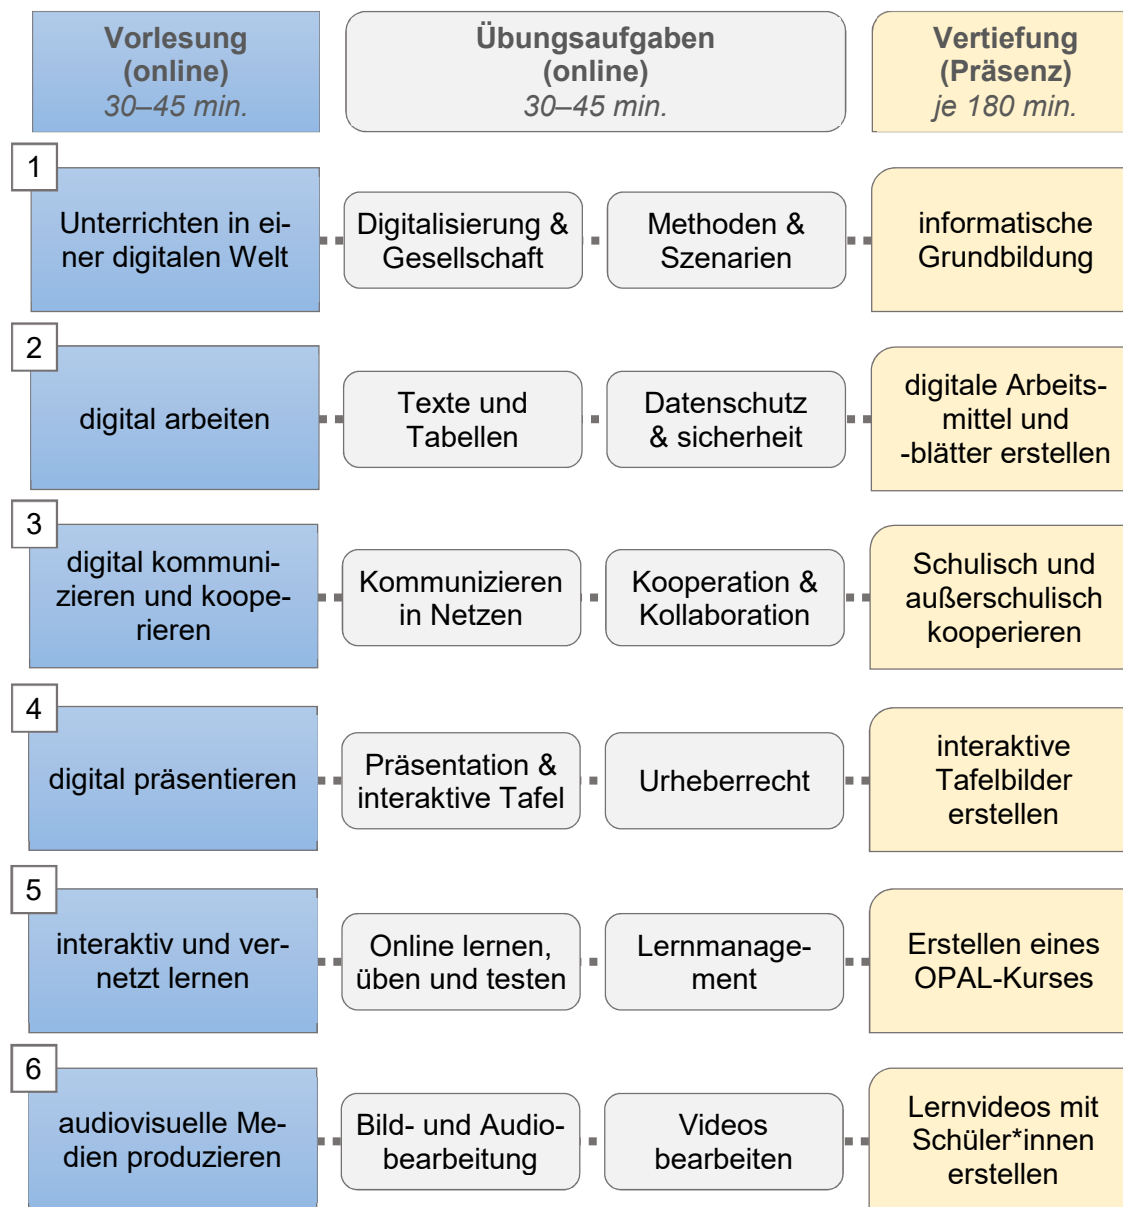 Vorlesung
(online)
30–45 min.
Übungsaufgaben
(online)
30–45 min.
Vertiefung
(Präsenz)
je 180 min.
1
Unterrichten in ei-
ner digitalen Welt
Digitalisierung &
Gesellschaft
Methoden &
Szenarien
informatische
Grundbildung
2
digital arbeiten
Texte und
Tabellen
Datenschutz
& sicherheit
digitale Arbeits-
mittel und
-blätter erstellen
3
digital kommuni-
zieren und koope-
rieren
Kommunizieren
in Netzen
Kooperation &
Kollaboration
Schulisch und
außerschulisch
kooperieren
4
digital präsentieren
Präsentation &
interaktive Tafel
Urheberrecht
interaktive
Tafelbilder
erstellen
5
interaktiv und ver-
netzt lernen
Online lernen,
üben und testen
Lernmanage-
ment
Erstellen eines
OPAL-Kurses
6
audiovisuelle Me-
dien produzieren
Bild- und Audio-
bearbeitung
Videos
bearbeiten
Lernvideos mit
Schüler*innen
erstellen